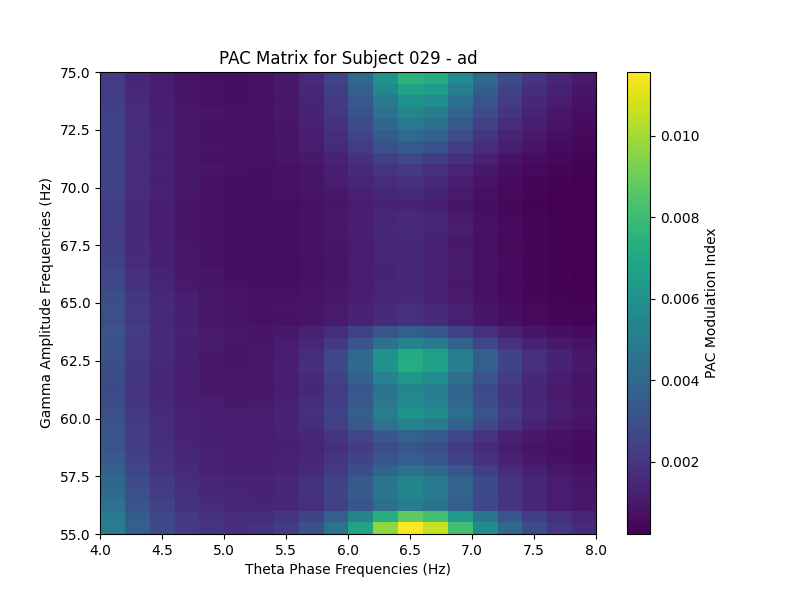 PAC Matrix for Subject 029 - ad
75.0
72.5
70.0
67.5
65.0
62.5
60.0
57.5
55.0
Gamma Amplitude Frequencies (Hz)
4.0 4.5 5.0 5.5 6.0 6.5 7.0 7.5 8.0
Theta Phase Frequencies (Hz)
0.010
0.008
0.006
0.004
0.002
PAC Modulation Index